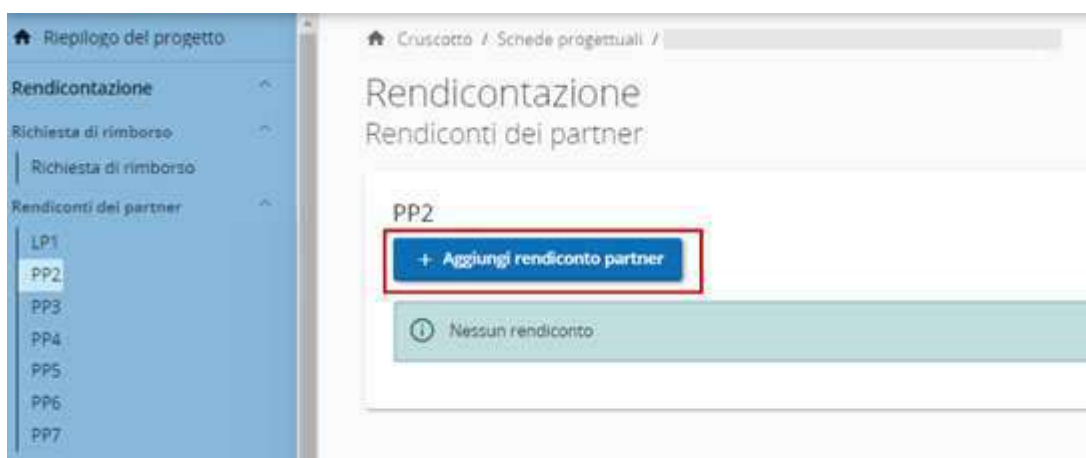 Riepilogo del progetto
Rendicontazione
Richiesta di rimborso
Richiesta di rimborso
Rendiconti dei partner
LP1
PP2
PP3
PP4
PP5
PP6
PP7
Cruscotto / Schede progettuali /
Rendicontazione
Rendiconti dei partner
PP2
+ Aggiungi rendiconto partner
Nessun rendiconto